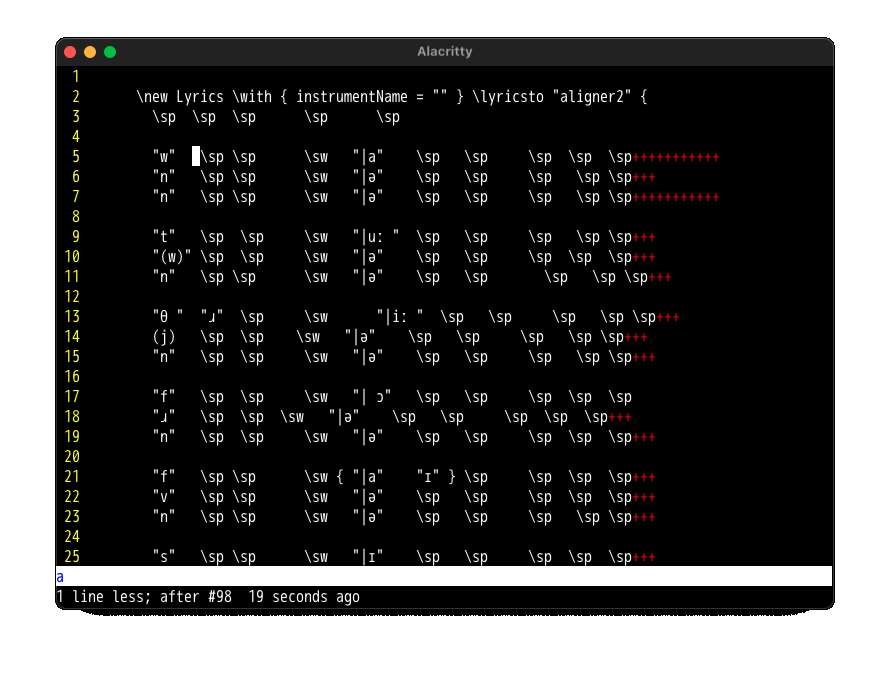 Alacritty
1
2 \new Lyrics \with { instrumentName = "" } \lyricsto "aligner2" {
3 \sp \sp \sp \sp \sp
4
5 "w" \sp \sp \sw "|a" \sp \sp \sp \sp \sp+++++++++++
6 "n" \sp \sp \sw "|ə" \sp \sp \sp \sp \sp+++
7 "n" \sp \sp \sw "|ə" \sp \sp \sp \sp \sp+++++++++++
8
9 "t" \sp \sp \sw "|uː " \sp \sp \sp \sp \sp+++
10 "(w)" \sp \sp \sw "|ə" \sp \sp \sp \sp \sp+++
11 "n" \sp \sp \sw "|ə" \sp \sp \sp \sp \sp+++
12
13 "θ " "ɹ" \sp \sw "|iː " \sp \sp \sp \sp \sp+++
14 (j) \sp \sp \sw "|ə" \sp \sp \sp \sp \sp+++
15 "n" \sp \sp \sw "|ə" \sp \sp \sp \sp \sp+++
16
17 "f" \sp \sp \sw "| ɔ" \sp \sp \sp \sp \sp
18 "ɹ" \sp \sp \sw "|ə" \sp \sp \sp \sp \sp+++
19 "n" \sp \sp \sw "|ə" \sp \sp \sp \sp \sp+++
20
21 "f" \sp \sp \sw { "|a" "ɪ" } \sp \sp \sp \sp+++
22 "v" \sp \sp \sw "|ə" \sp \sp \sp \sp \sp+++
23 "n" \sp \sp \sw "|ə" \sp \sp \sp \sp \sp+++
24
25 "s" \sp \sp \sw "|ɪ" \sp \sp \sp \sp \sp+++
a
1 line less; after #98 19 seconds ago